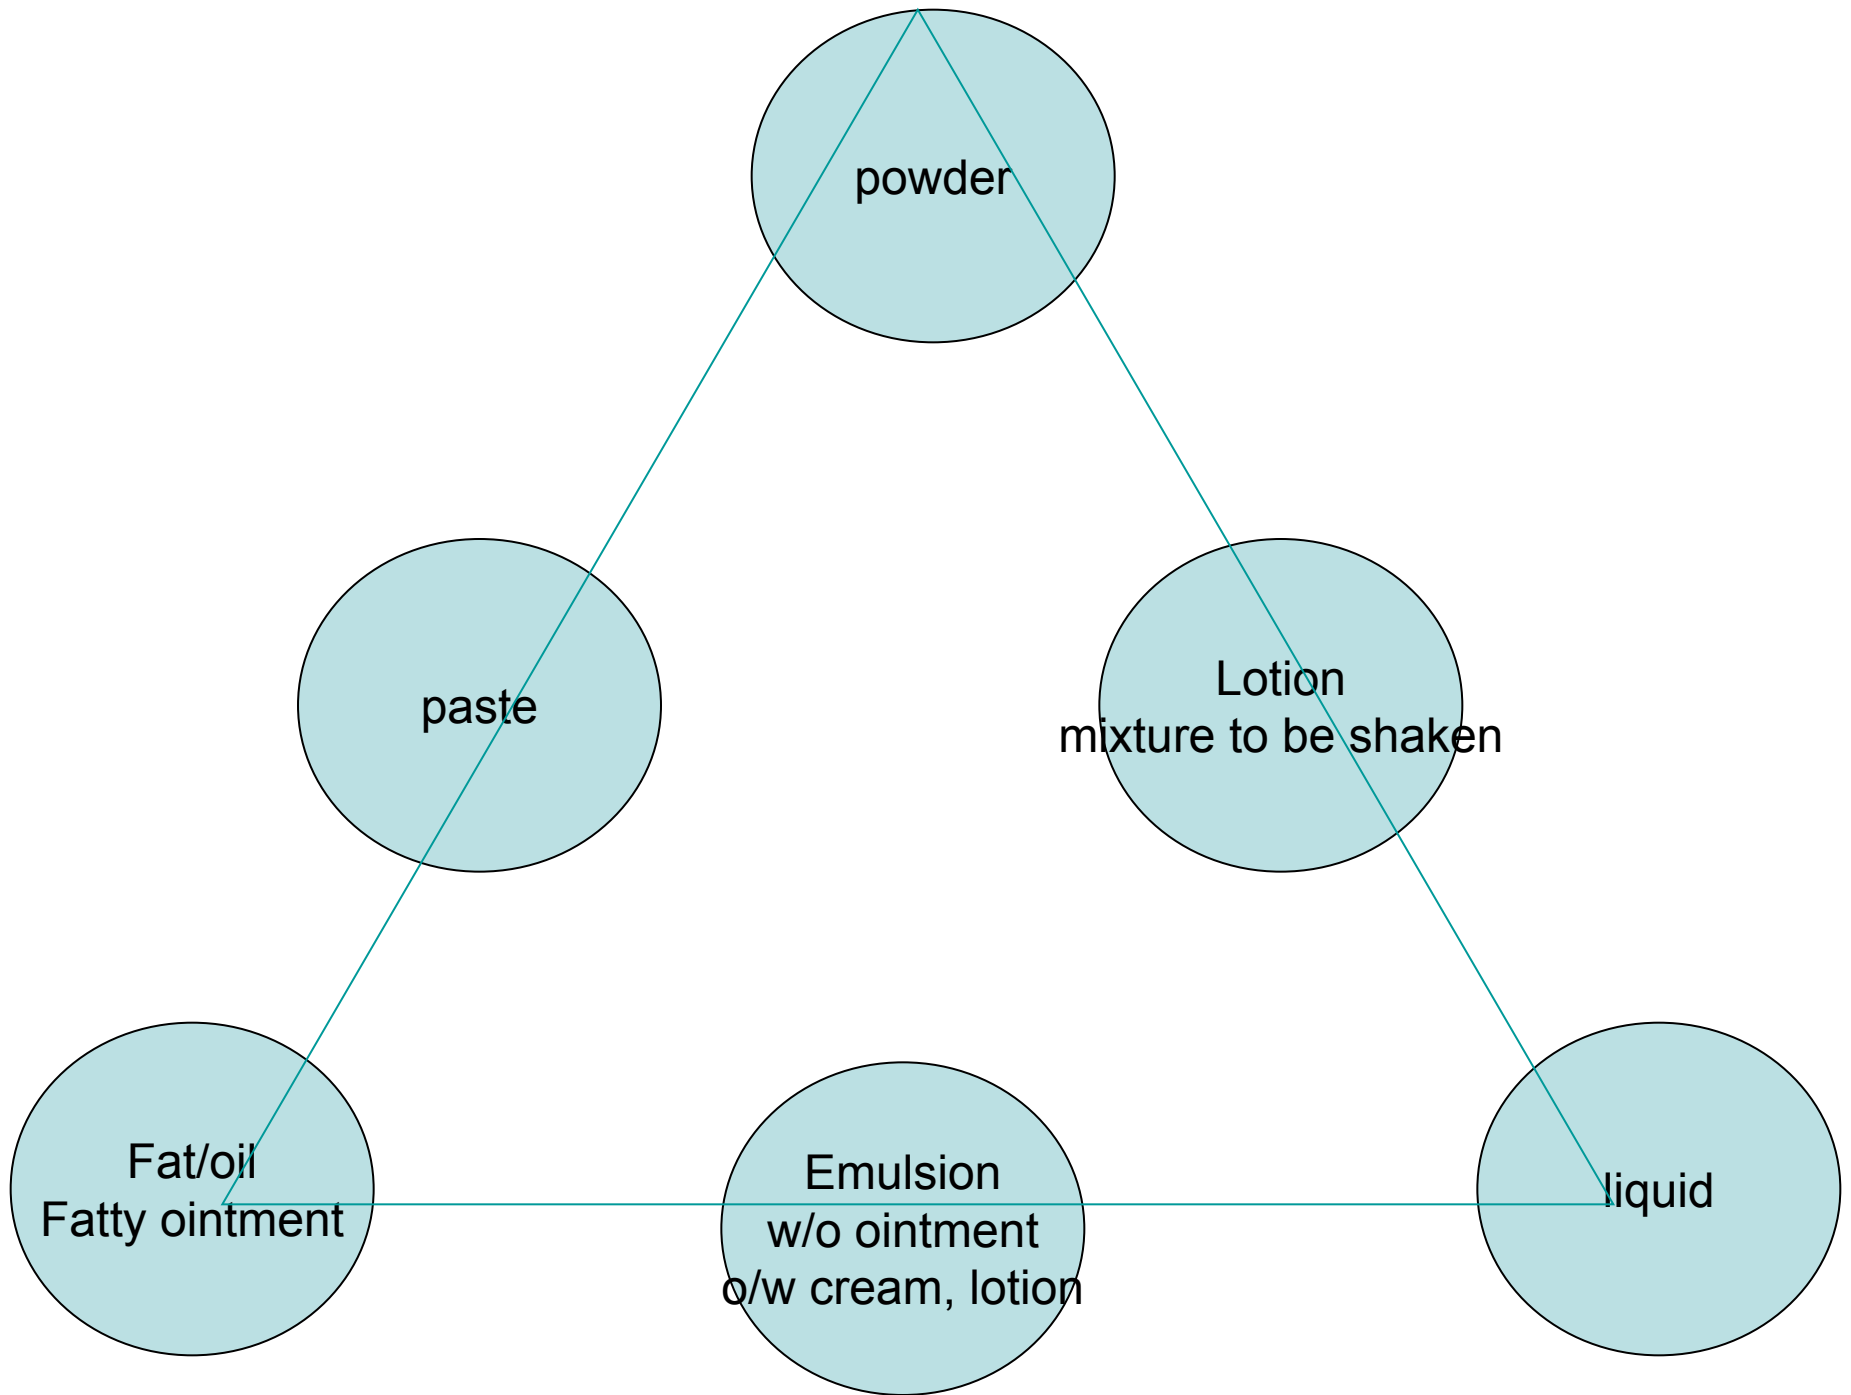 powder
paste
Lotion
mixture to be shaken
Fat/oil
Fatty ointment
Emulsion
w/o ointment
o/w cream, lotion
liquid